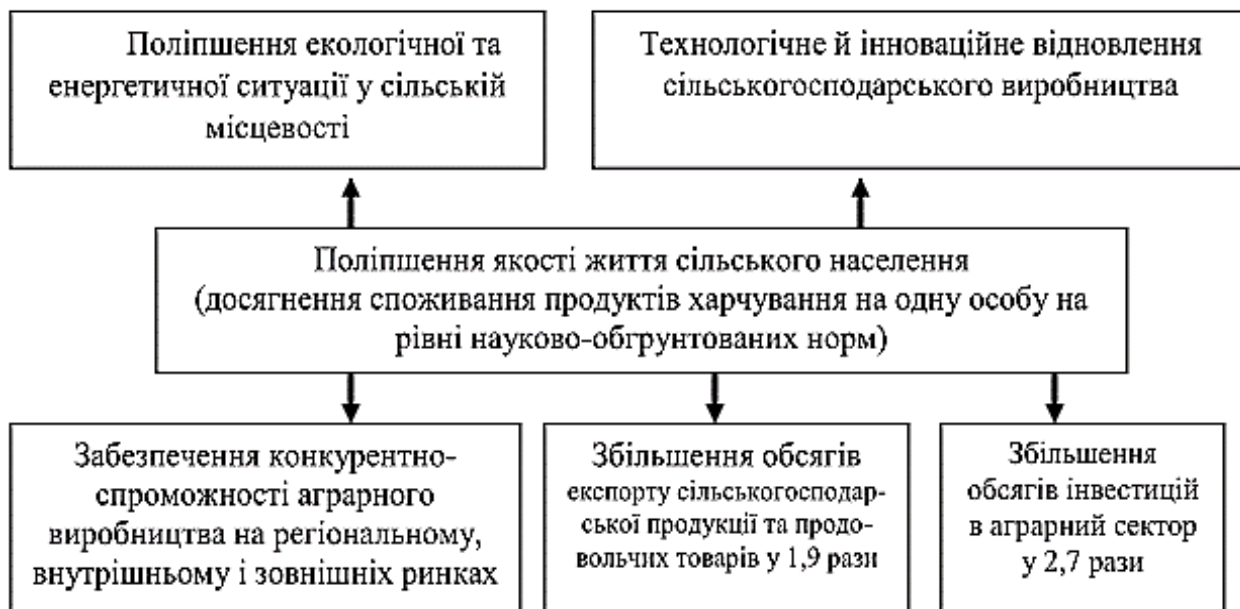 Поліпшення екологічної та
енергетичної ситуації у сільській
місцевості
Технологічне й інноваційне відновлення
сільськогосподарського виробництва
Поліпшення якості життя сільського населення
(досягнення споживання продуктів харчування на одну особу на
рівні науково-обгрунтованих норм)
Забезпечення конкурентно-
спроможності аграрного
виробництва на регіональному,
внутрішньому і зовнішніх ринках
Збільшення обсягів
експорту сільськогосподар-
ської продукції та продо-
вольчих товарів у 1,9 рази
Збільшення
обсягів інвестицій
в аграрний сектор
у 2,7 рази